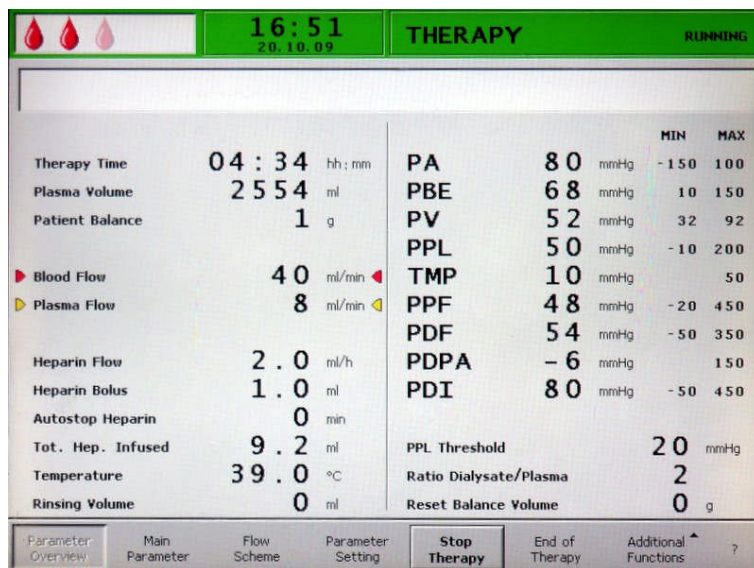 16:51 THERAPY RUNNING
20.10.09
MIN MAX
Therapy Time 04:34 hh:mm PA 80 mmHg -150 100
Plasma Volume 2554 ml PBE 68 mmHg 10 150
Patient Balance 1 g PV 52 mmHg 32 92
PPL 50 mmHg -10 200
Blood Flow 40 ml/min TMP 10 mmHg 50
Plasma Flow 8 ml/min PPF 48 mmHg -20 450
PDF 54 mmHg -50 350
Heparin Flow 2.0 ml/h PDPA -6 mmHg 150
Heparin Bolus 1.0 ml PDI 80 mmHg -50 450
Autostop Heparin 0 min
Tot. Hep. Infused 9.2 ml PPL Threshold 20 mmHg
Temperature 39.0 °C Ratio Dialysate/Plasma 2
Rinsing Volume 0 ml Reset Balance Volume 0 g
Parameter Main Flow Parameter Stop End of Additional
Overview Parameter Scheme Setting Therapy Therapy Functions ?